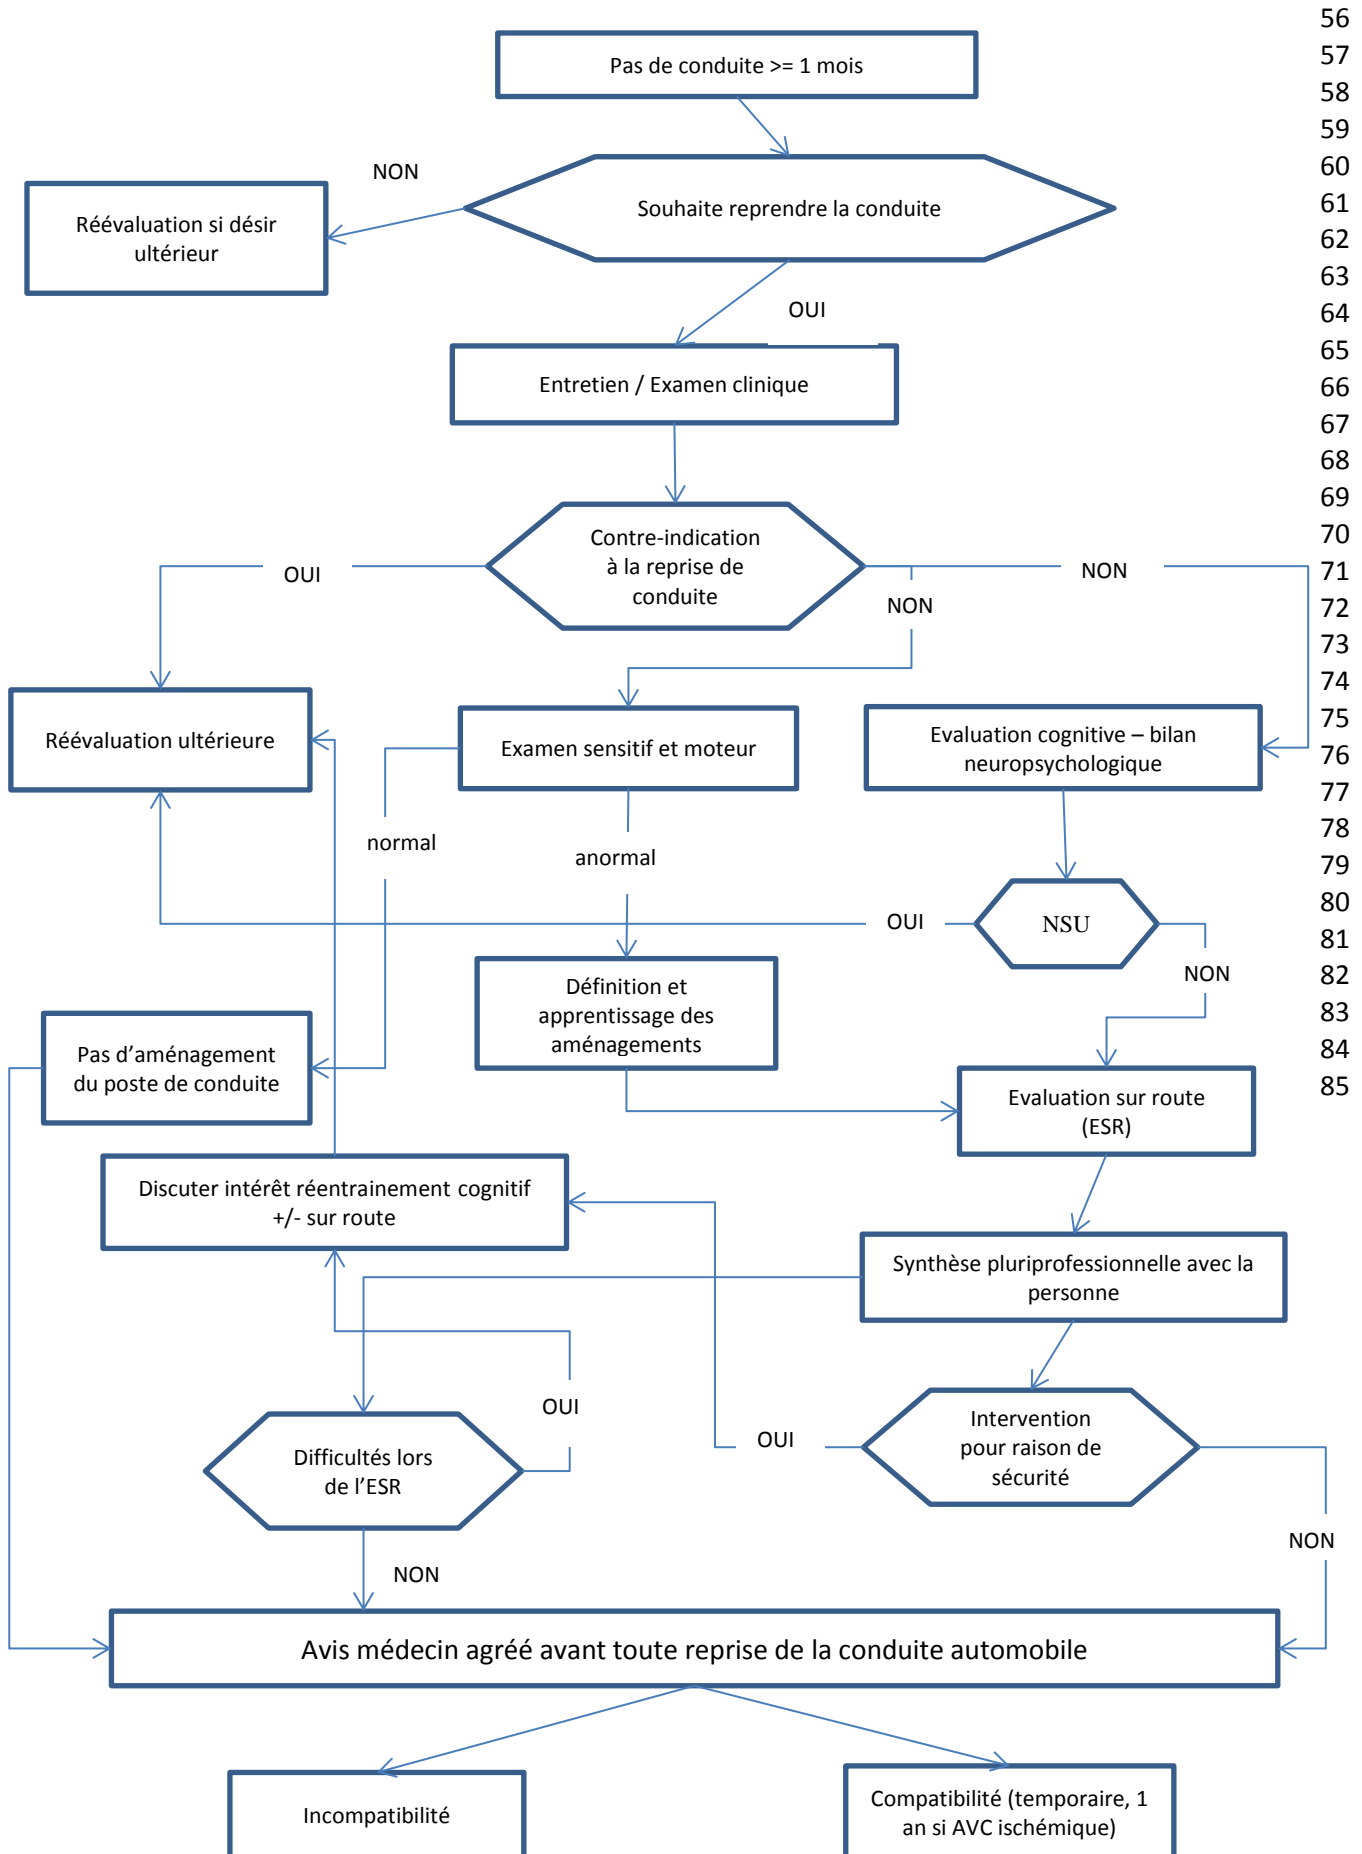 56
57
58
59
60
61
62
63
64
65
66
67
68
69
70
71
72
73
74
75
76
77
78
79
80
81
82
83
84
85
Pas de conduite >= 1 mois
NON
Souhaite reprendre la conduite
Réévaluation si désir
ultérieur
OUI
Entretien / Examen clinique
Contre-indication
à la reprise de
conduite
OUI
NON
NON
Réévaluation ultérieure
Examen sensitif et moteur
Evaluation cognitive – bilan
neuropsychologique
normal
anormal
OUI
NSU
NON
Définition et
apprentissage des
aménagements
Pas d’aménagement
du poste de conduite
Evaluation sur route
(ESR)
Discuter intérêt réentrainement cognitif
+/- sur route
Synthèse pluriprofessionnelle avec la
personne
OUI
Difficultés lors
de l’ESR
OUI
Intervention
pour raison de
sécurité
NON
NON
Avis médecin agréé avant toute reprise de la conduite automobile
Incompatibilité
Compatibilité (temporaire, 1
an si AVC ischémique)